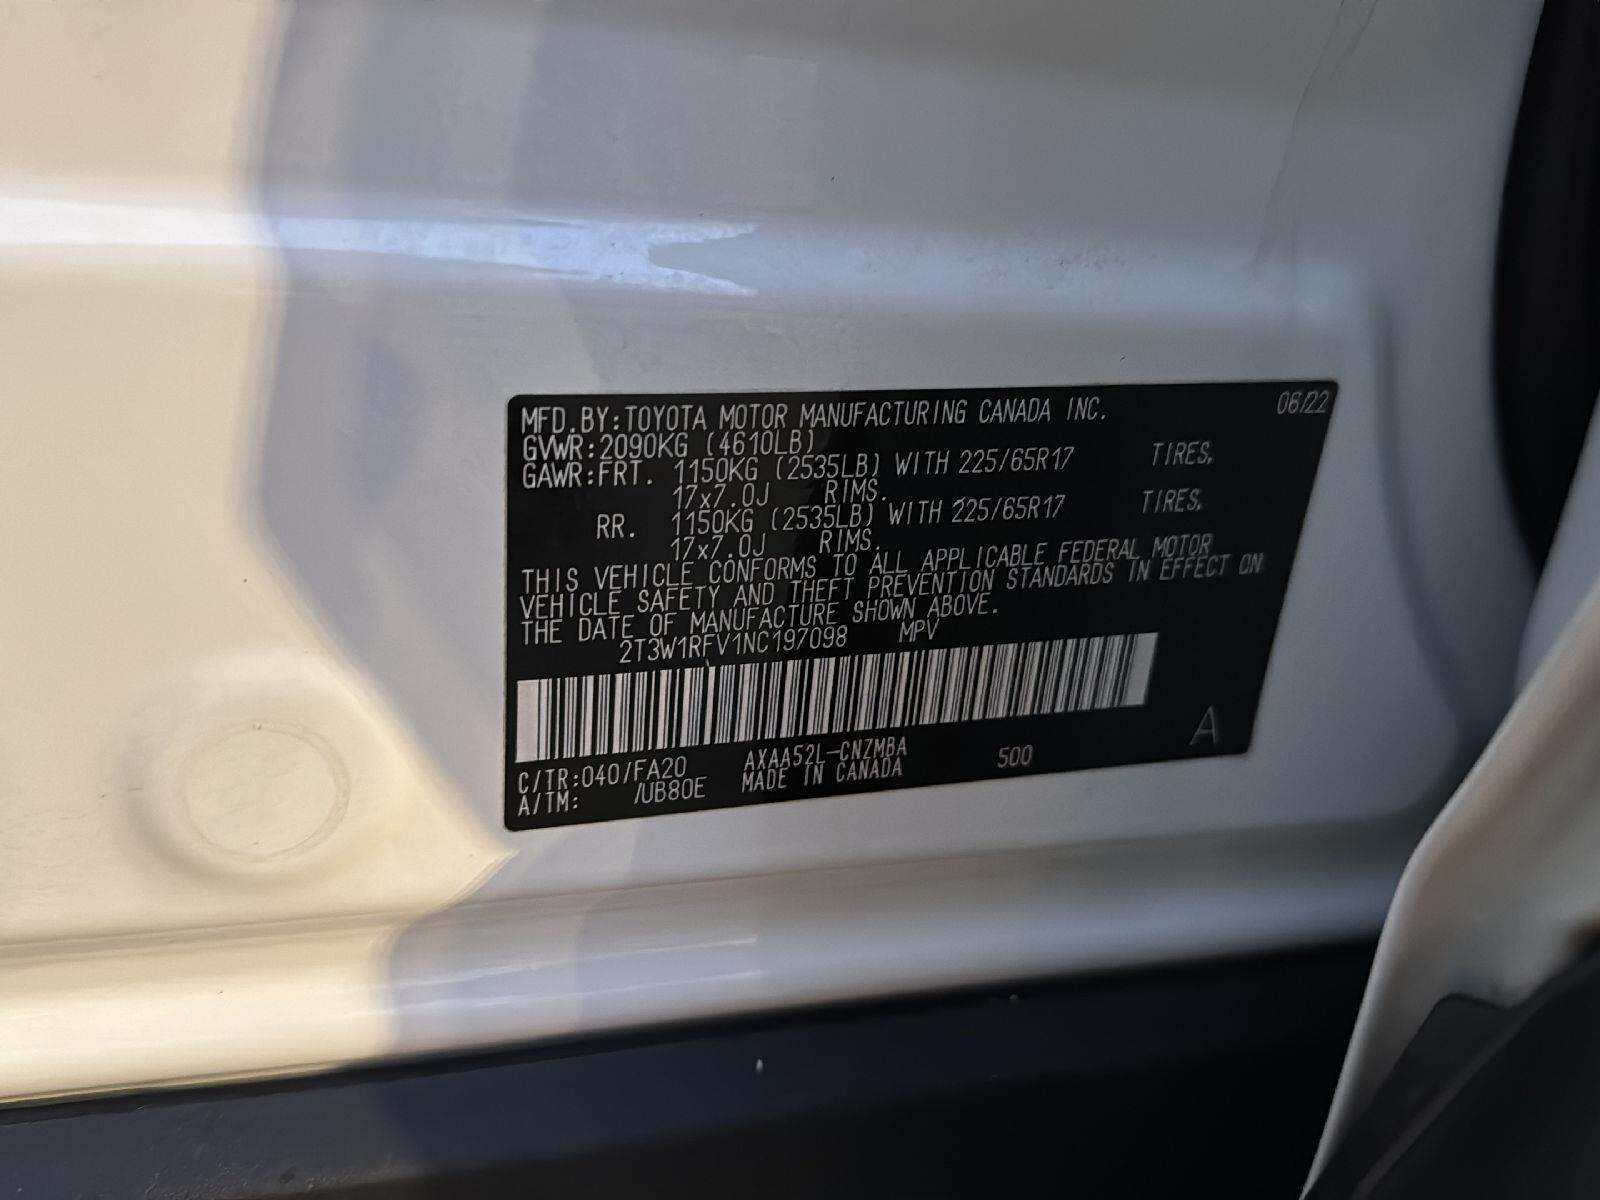 MFD.BY:TOYOTA MOTOR MANUFACTURING CANADA INC. 06/22
GVWR:2090KG (4610LB)
GAWR:FRT. 1150KG (2535LB) WITH 225/65R17 TIRES,
17x7.0J RIMS.
RR. 1150KG (2535LB) WITH 225/65R17 TIRES,
17x7.0J RIMS.
THIS VEHICLE CONFORMS TO ALL APPLICABLE FEDERAL MOTOR
VEHICLE SAFETY AND THEFT PREVENTION STANDARDS IN EFFECT ON
THE DATE OF MANUFACTURE SHOWN ABOVE.
2T3W1RFV1NC197098 MPV
A
C/TR:040/FA20 AXAA52L-CNZMBA 500
A/TM: /UB80E MADE IN CANADA